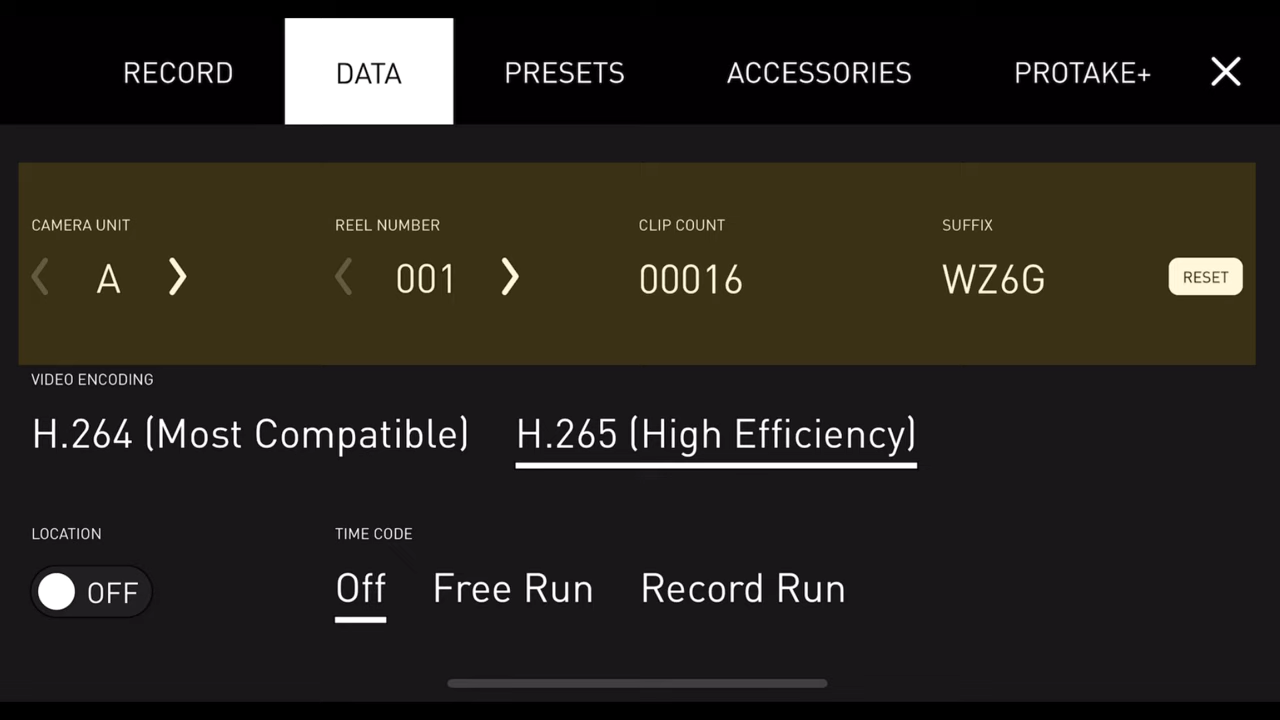 RECORD DATA PRESETS ACCESSORIES PROTAKE+
CAMERA UNIT REEL NUMBER CLIP COUNT SUFFIX
A 001 00016 WZ6G RESET
VIDEO ENCODING
H.264 (Most Compatible) H.265 (High Efficiency)
LOCATION TIME CODE
OFF Off Free Run Record Run